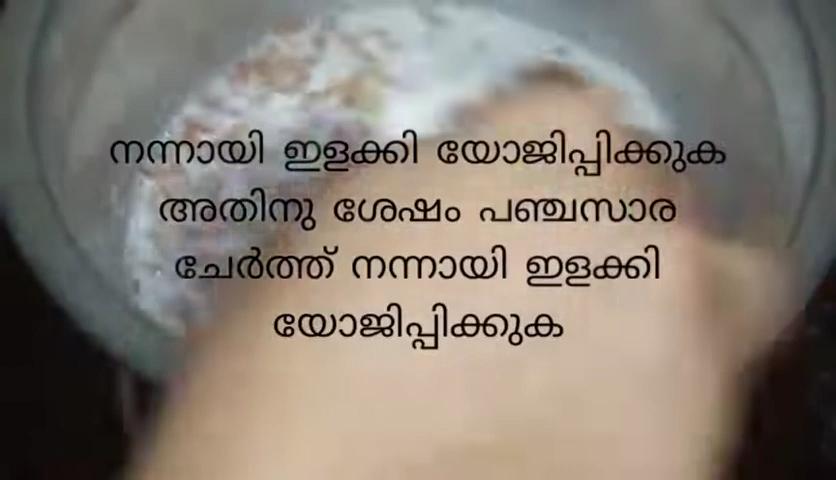 നന്നായി ഇളക്കി യോജിപ്പിക്കുക
അതിനു ശേഷം പഞ്ചസാര
ചേർത്ത് നന്നായി ഇളക്കി
യോജിപ്പിക്കുക